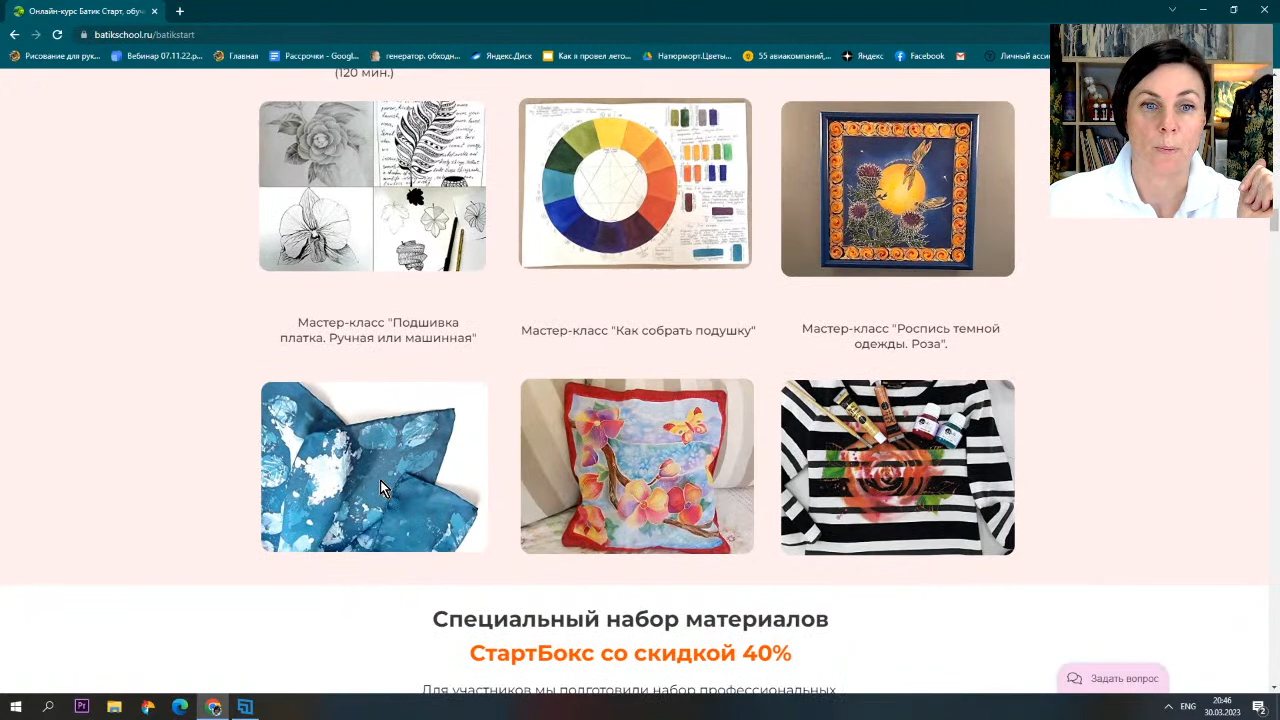 Онлайн-курс Батик Старт, обуч
batikschool.ru/batikstart
Рисование для рук...
Вебинар 07.11.22.р...
Главная
Рассрочки - Googl...
генератор. обходн...
Яндекс.Диск
Как я провел лето...
Натюрморт.Цветы...
55 авиакомпаний,...
Яндекс
Facebook
Личный асси
(120 мин.)
Мастер-класс "Подшивка
платка. Ручная или машинная"
Мастер-класс "Как собрать подушку"
Мастер-класс "Роспись темной
одежды. Роза".
Специальный набор материалов
СтартБокс со скидкой 40%
Для участников мы подготовили набор профессиональных
Задать вопрос
ENG
20:46
30.03.2023